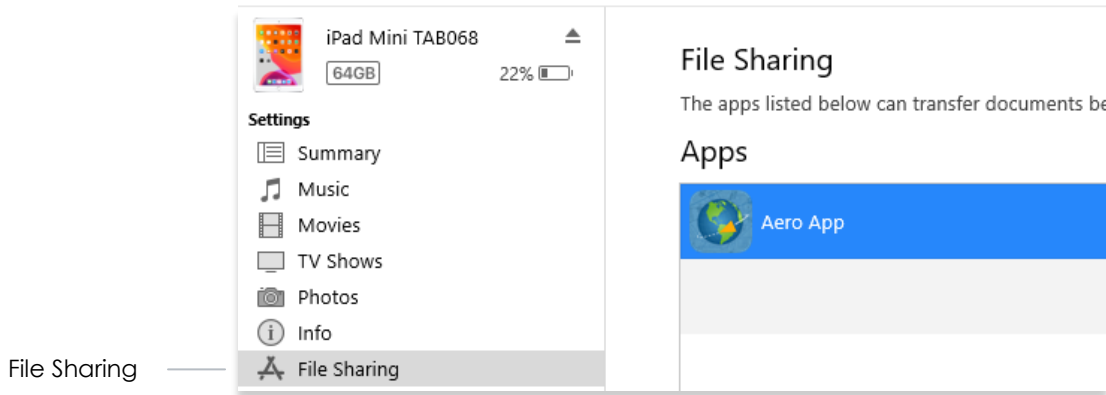 iPad Mini TAB068
64GB
22%
Settings
Summary
Music
Movies
TV Shows
Photos
Info
File Sharing
File Sharing
File Sharing
The apps listed below can transfer documents be
Apps
Aero App